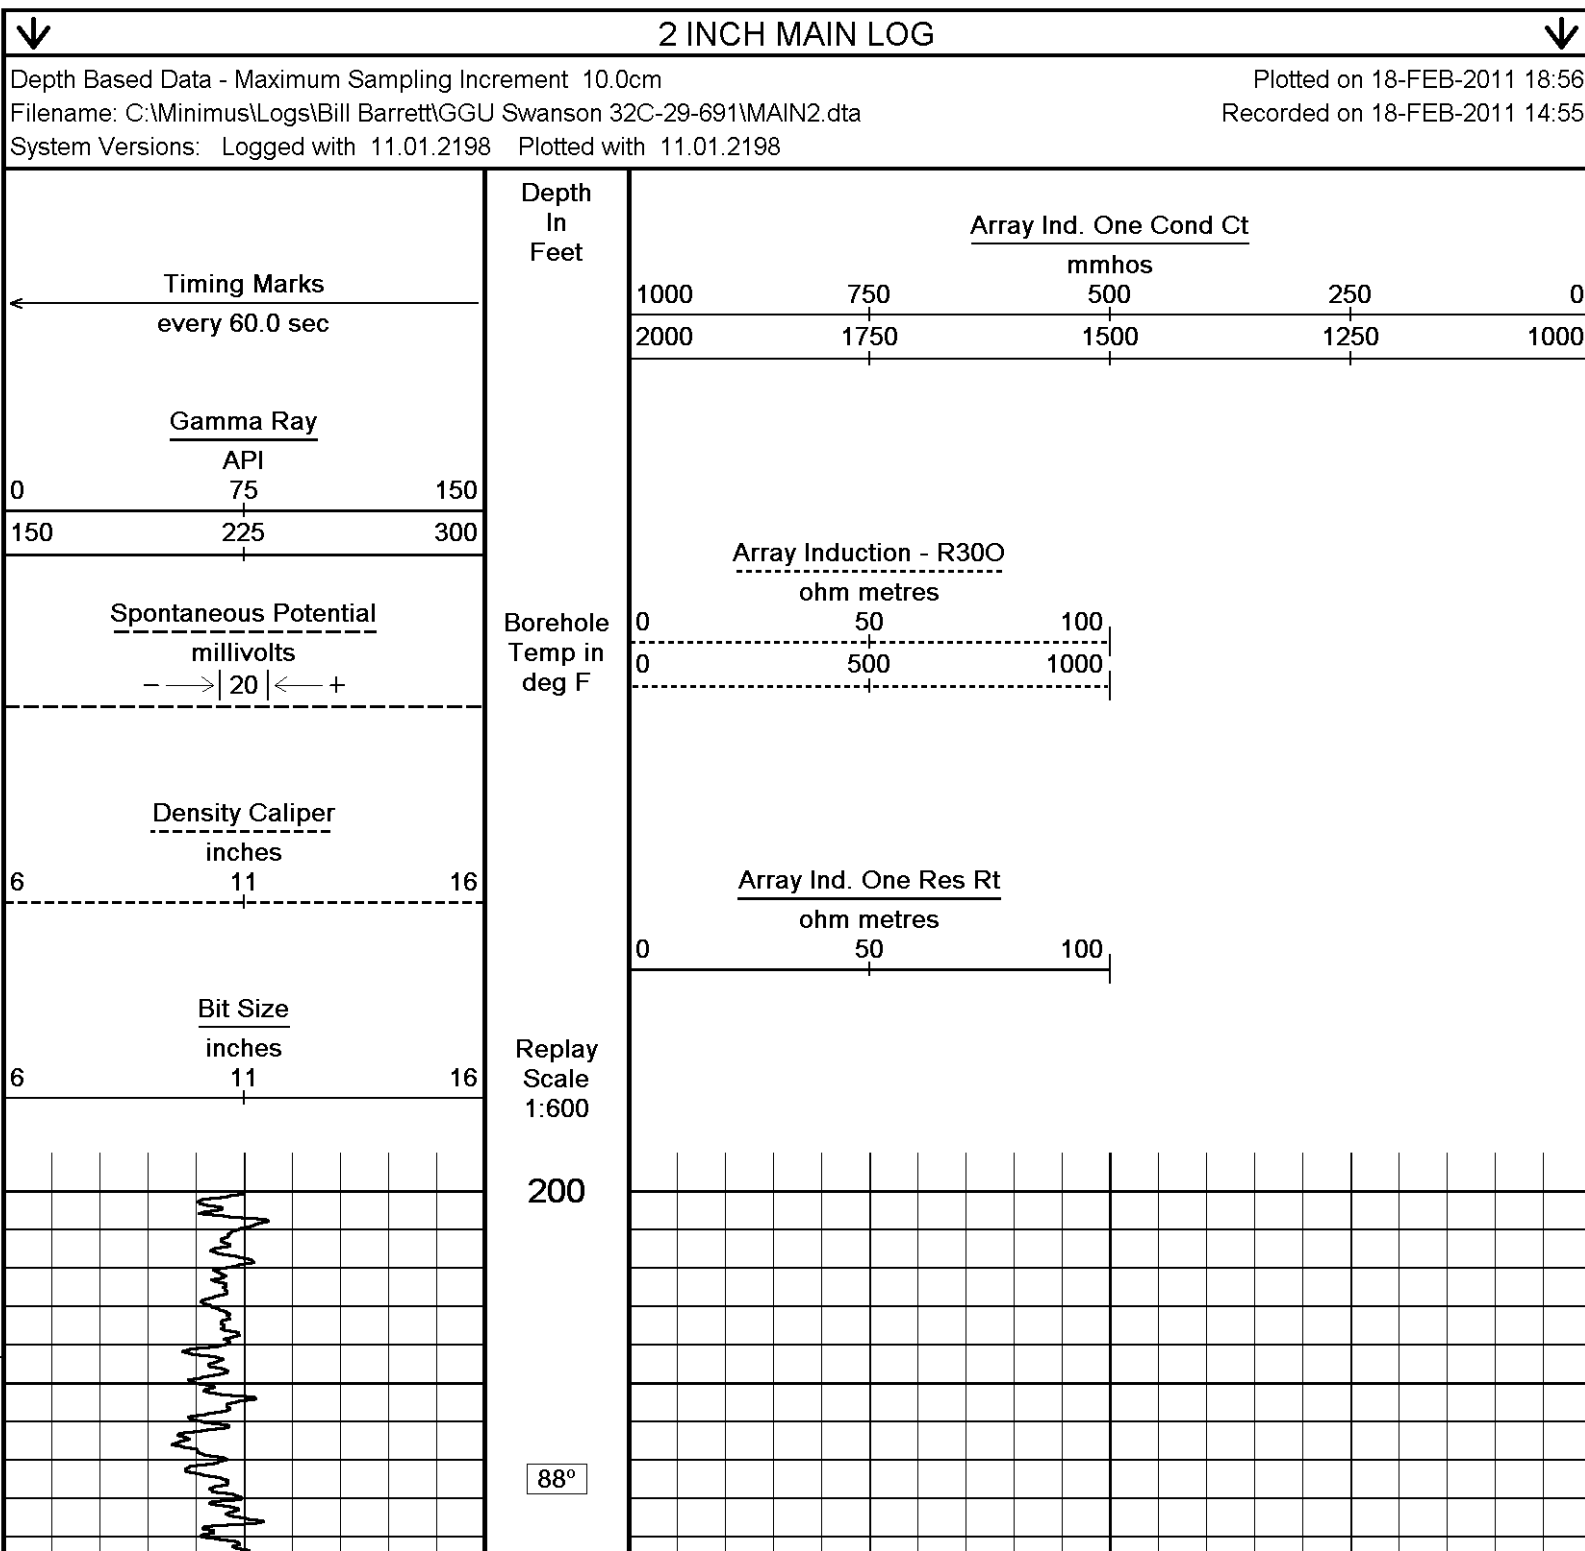 2 INCH MAIN LOG
Depth Based Data - Maximum Sampling Increment 10.0cm
Plotted on 18-FEB-2011 18:56
Filename: C:\Minimus\Logs\Bill Barrett\GGU Swanson 32C-29-691\MAIN2.dta
Recorded on 18-FEB-2011 14:55
System Versions: Logged with 11.01.2198 Plotted with 11.01.2198
Timing Marks
every 60.0 sec
Gamma Ray
API
0 75 150
150 225 300
Spontaneous Potential
millivolts
- 20 +
Density Caliper
inches
6 11 16
Bit Size
inches
6 11 16
Depth
In
Feet
Borehole
Temp in
deg F
Replay
Scale
1:600
200
88º
Array Ind. One Cond Ct
mmhos
1000 750 500 250 0
2000 1750 1500 1250 1000
Array Induction - R30O
ohm metres
0 50 100
0 500 1000
Array Ind. One Res Rt
ohm metres
0 50 100